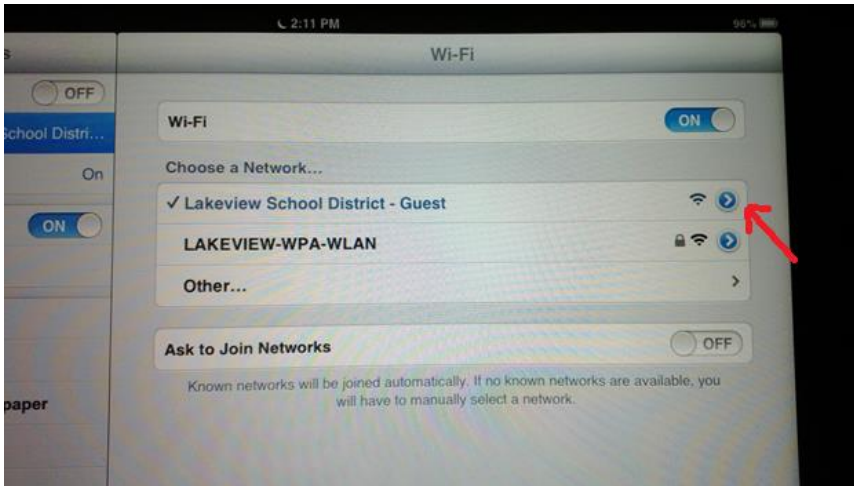 2:11 PM
96%
s
Wi-Fi
OFF
School Distri...
On
ON
paper
Wi-Fi
ON
Choose a Network...
✓ Lakeview School District - Guest
LAKEVIEW-WPA-WLAN
Other...
Ask to Join Networks
OFF
Known networks will be joined automatically. If no known networks are available, you
will have to manually select a network.